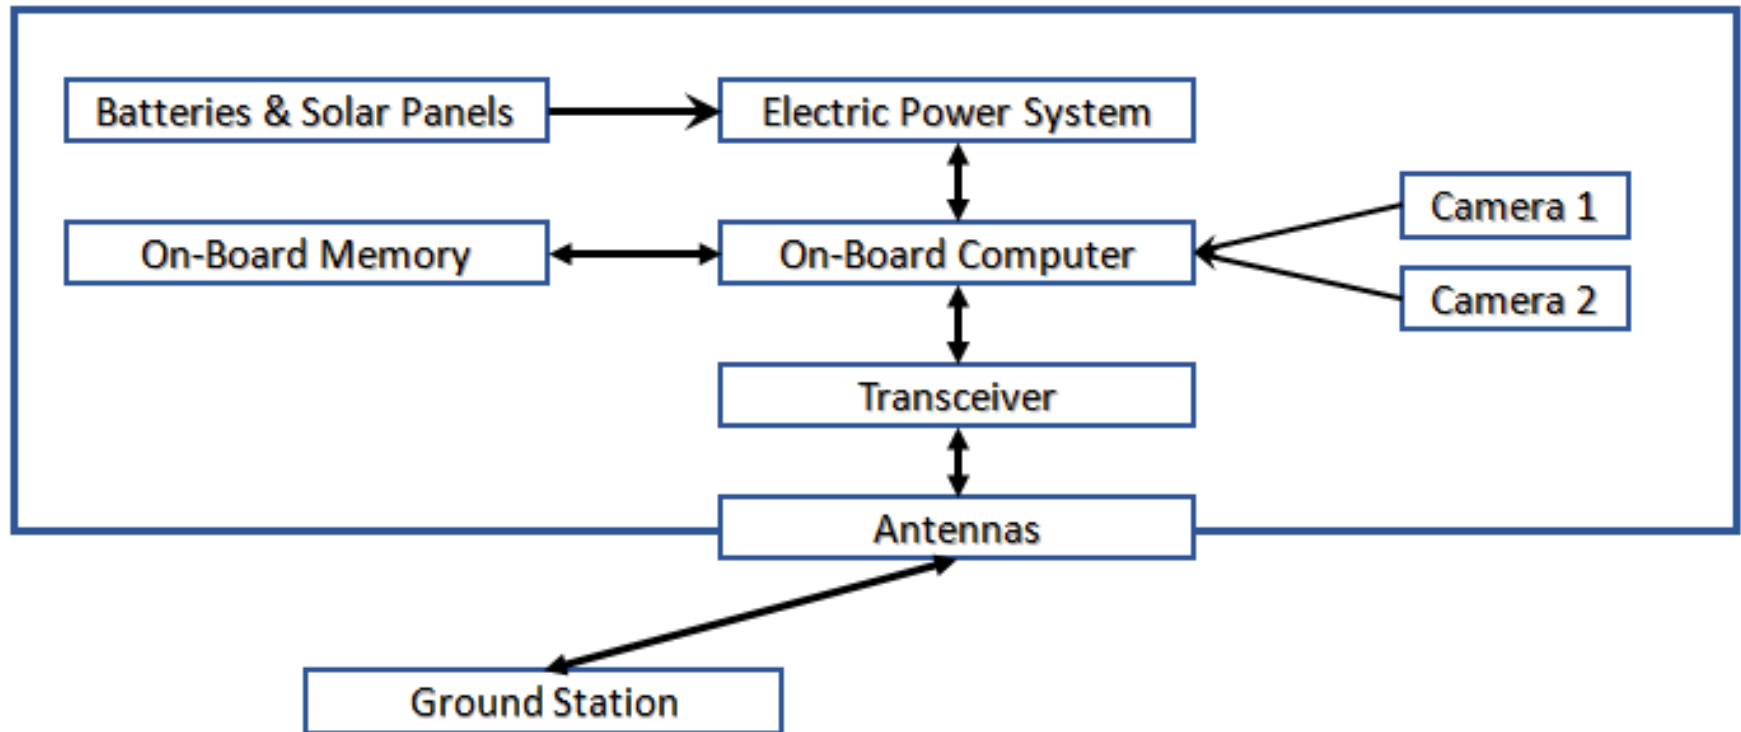 Batteries & Solar Panels
Electric Power System
On-Board Memory
On-Board Computer
Camera 1
Camera 2
Transceiver
Antennas
Ground Station